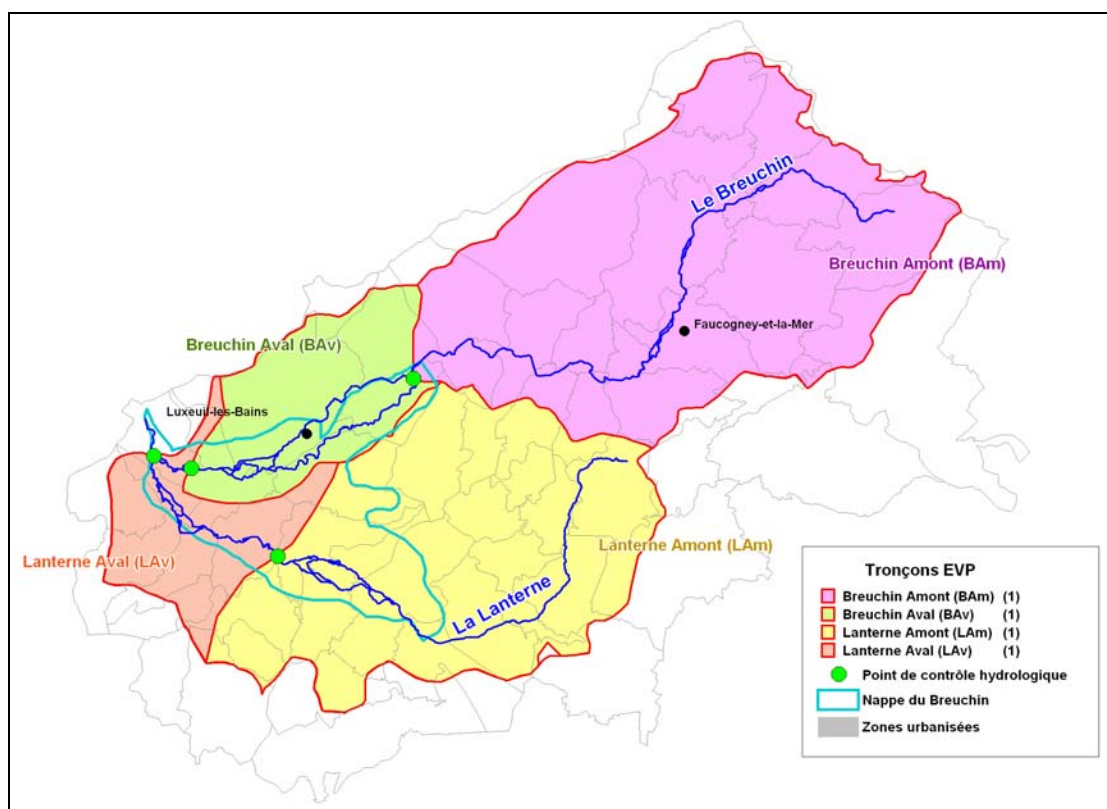 Le Breuchin
Breuchin Amont (BAm)
Faucogney-et-la-Mer
Breuchin Aval (BAv)
Luxeuil-les-Bains
Lanterne Aval (LAv)
Lanterne Amont (LAm)
La Lanterne
Tronçons EVP
Breuchin Amont (BAm) (1)
Breuchin Aval (BAv) (1)
Lanterne Amont (LAm) (1)
Lanterne Aval (LAv) (1)
Point de contrôle hydrologique
Nappe du Breuchin
Zones urbanisées